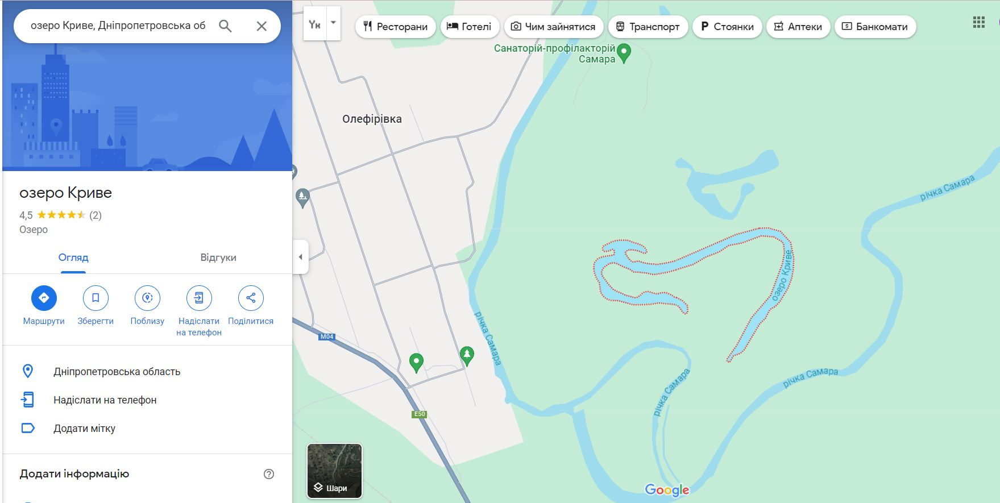 озеро Криве, Дніпропетровська об
Ресторани
Готелі
Чим зайнятися
Транспорт
Стоянки
Аптеки
Банкомати
Санаторій-профілакторій
Самара
Олефірівка
річка Самара
озеро Криве
річка Самара
річка Самара
річка Самара
M04
E50
Шари
Google
озеро Криве
4,5 (2)
Озеро
Огляд
Відгуки
Маршрути
Зберегти
Поблизу
Надіслати
на телефон
Поділитися
Дніпропетровська область
Надіслати на телефон
Додати мітку
Додати інформацію